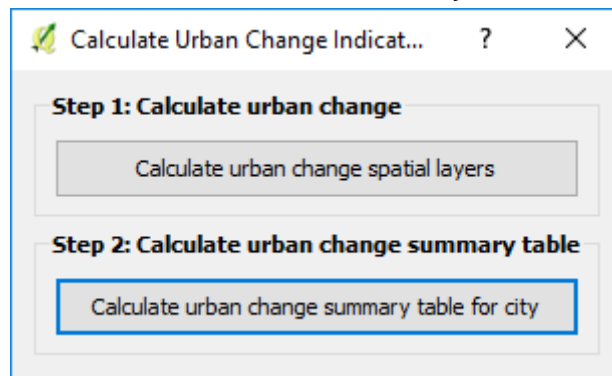 Calculate Urban Change Indicat... ?
Step 1: Calculate urban change
Calculate urban change spatial layers
Step 2: Calculate urban change summary table
Calculate urban change summary table for city